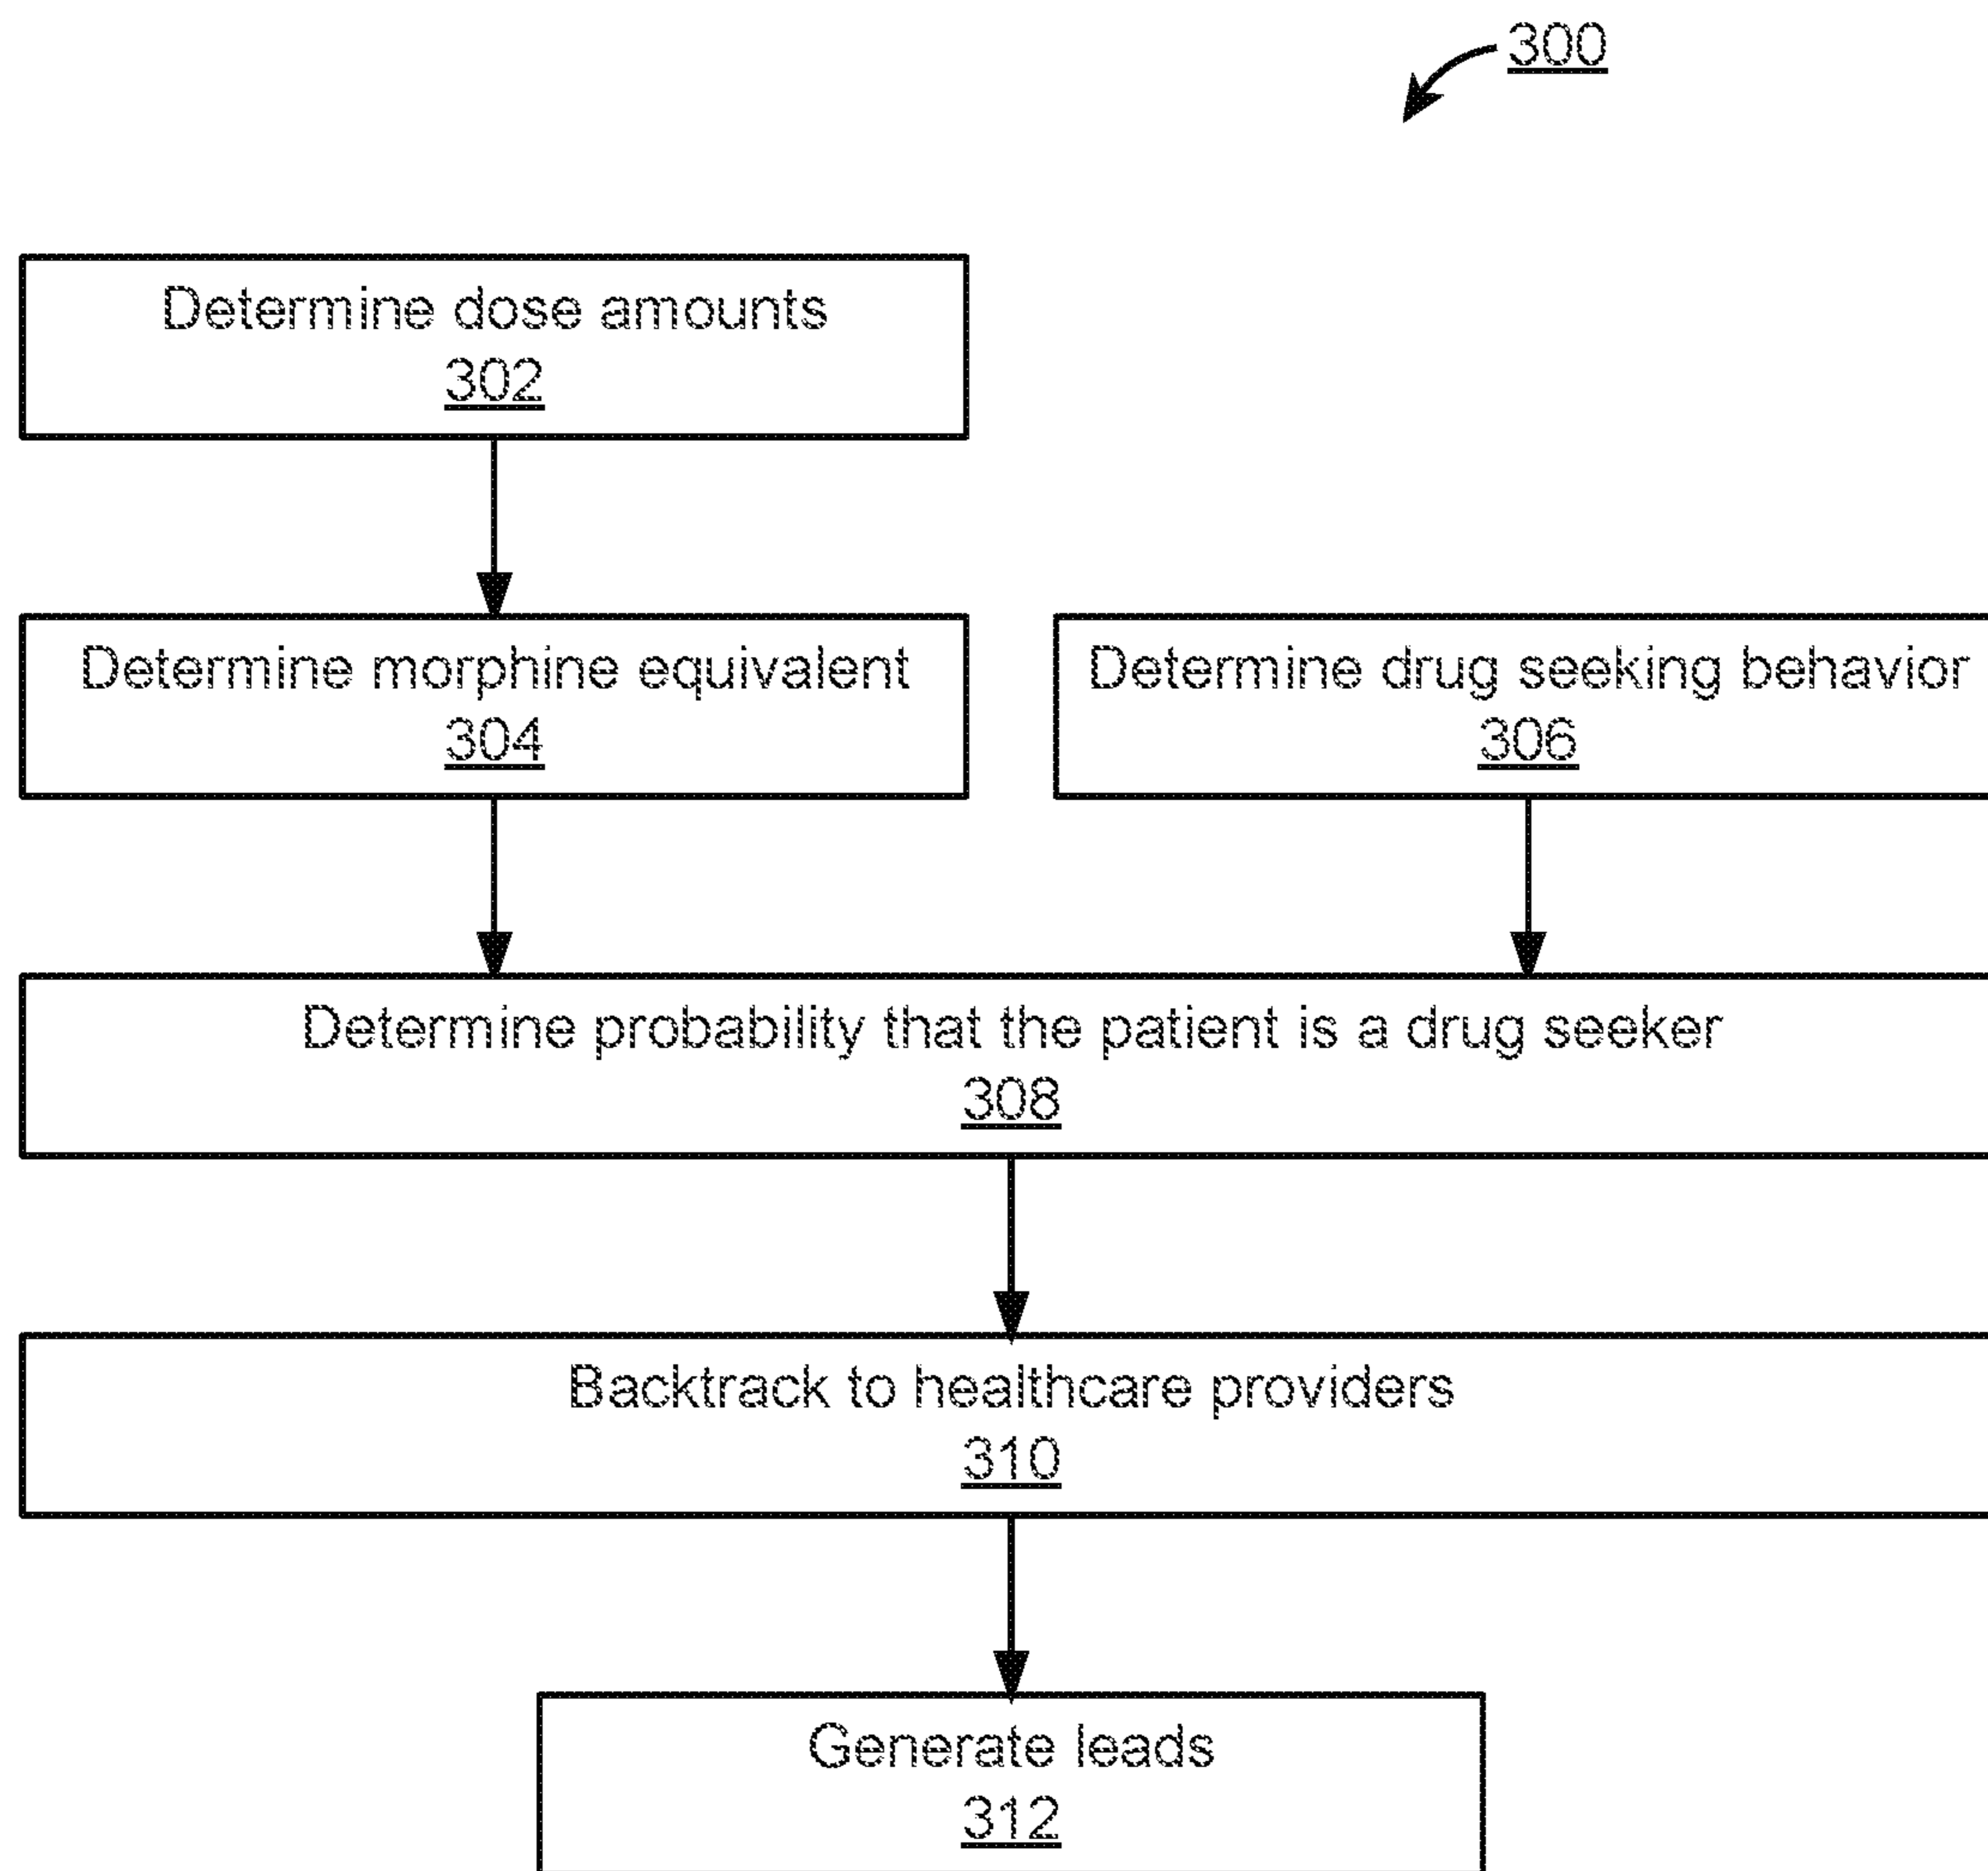 300
Determine dose amounts
302
Determine morphine equivalent
304
Determine drug seeking behavior
306
Determine probability that the patient is a drug seeker
308
Backtrack to healthcare providers
310
Generate leads
312